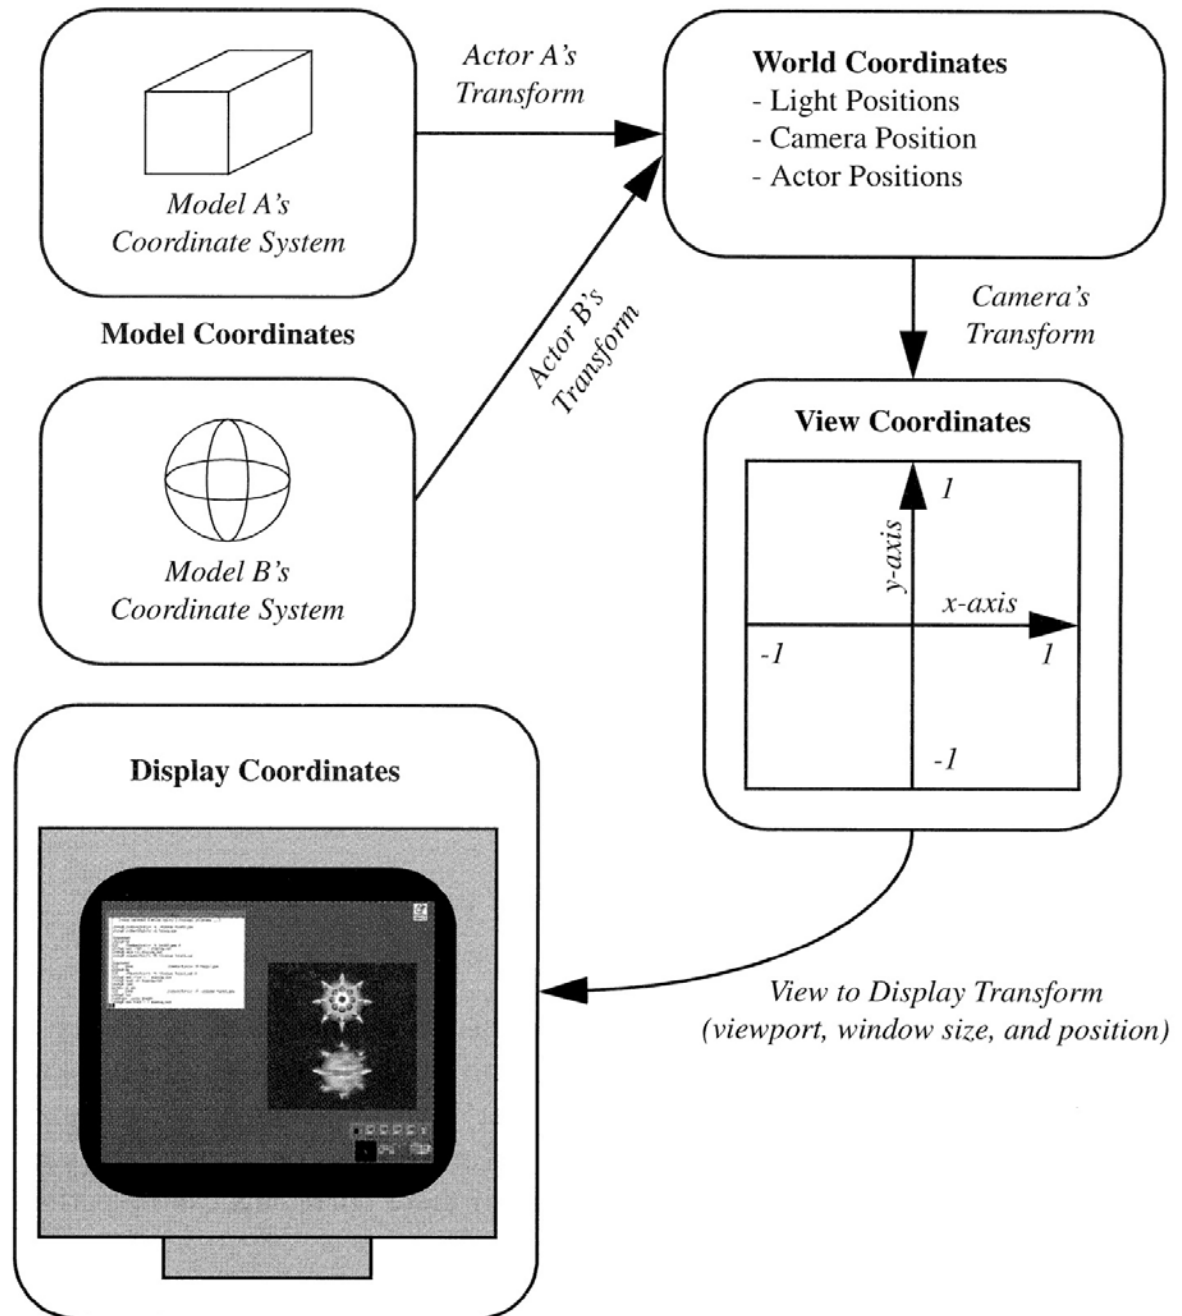 Actor A's
Transform
World Coordinates
- Light Positions
- Camera Position
- Actor Positions
Model A's
Coordinate System
Model Coordinates
Actor B's
Transform
Camera's
Transform
Model B's
Coordinate System
View Coordinates
1
y-axis
x-axis
-1
1
-1
Display Coordinates
View to Display Transform
(viewport, window size, and position)